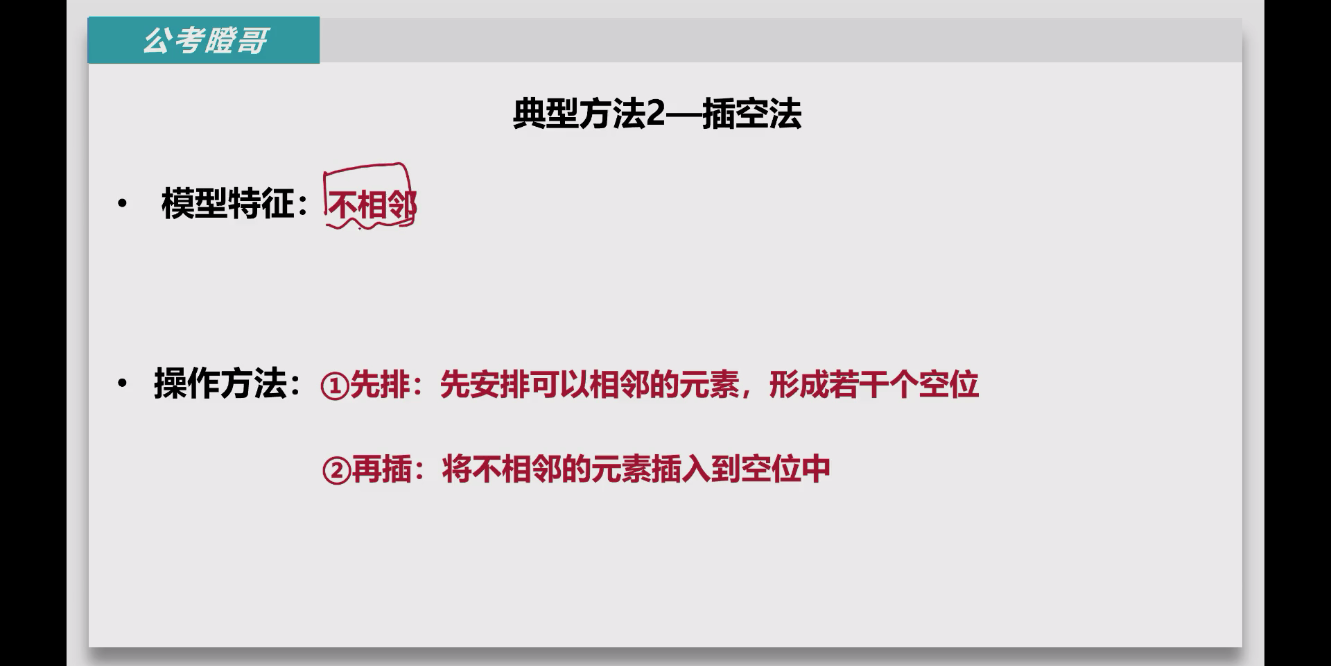 公考瞪哥
典型方法2—插空法
• 模型特征：不相邻
• 操作方法：①先排：先安排可以相邻的元素，形成若干个空位
②再插：将不相邻的元素插入到空位中